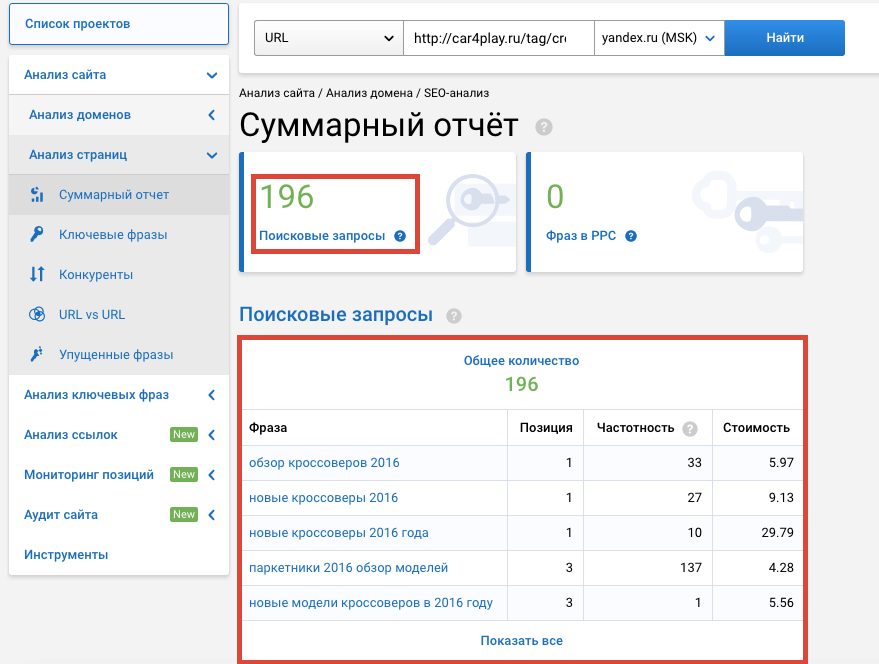 Список проектов
URL
http://car4play.ru/tag/cr
yandex.ru (MSK)
Найти
Анализ сайта
Анализ доменов
Анализ страниц
Суммарный отчет
Ключевые фразы
Конкуренты
URL vs URL
Упущенные фразы
Анализ ключевых фраз
Анализ ссылок New
Мониторинг позиций New
Аудит сайта New
Инструменты
Анализ сайта / Анализ домена / SEO-анализ
Суммарный отчёт ?
196
Поисковые запросы ?
0
Фраз в PPC ?
Поисковые запросы ?
Общее количество
196
Фраза Позиция Частотность ? Стоимость
обзор кроссоверов 2016 1 33 5.97
новые кроссоверы 2016 1 27 9.13
новые кроссоверы 2016 года 1 10 29.79
паркетники 2016 обзор моделей 3 137 4.28
новые модели кроссоверов в 2016 году 3 1 5.56
Показать все